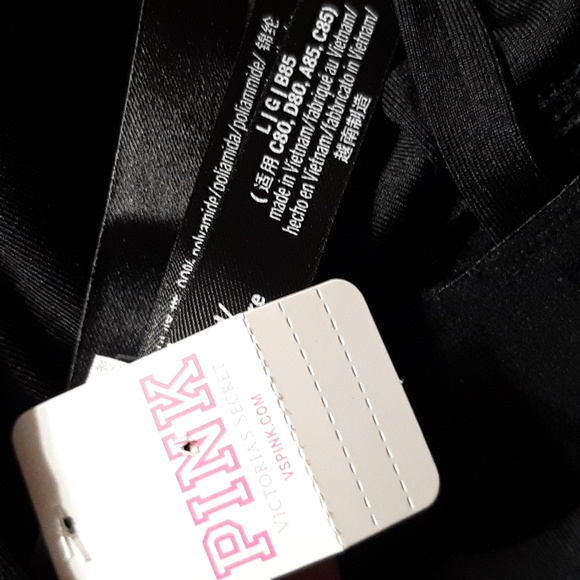 polyamide/poliamida/poliammide/ 锦纶
L | G | B85
(适用 C80, D80, A85, C85)
made in Vietnam/fabriqué au Vietnam/
hecho en Vietnam/fabbricato in Vietnam/
越南制造
PINK
VICTORIA'S SECRET
VSPINK.COM